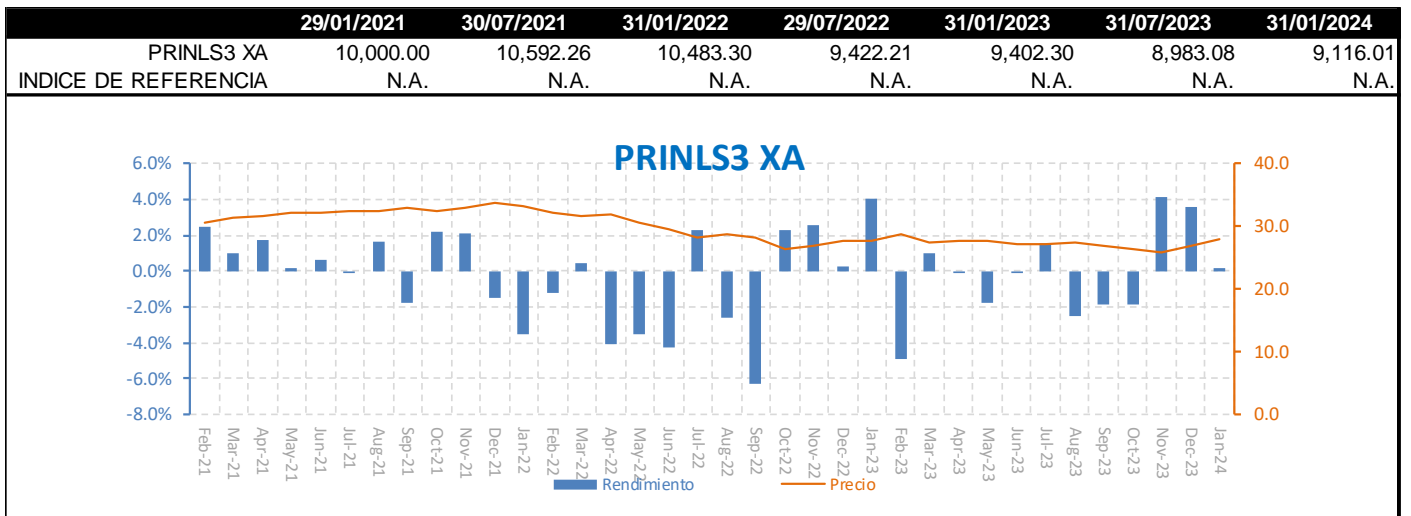 29/01/2021 30/07/2021 31/01/2022 29/07/2022 31/01/2023 31/07/2023 31/01/2024
PRINLS3 XA 10,000.00 10,592.26 10,483.30 9,422.21 9,402.30 8,983.08 9,116.01
INDICE DE REFERENCIA N.A. N.A. N.A. N.A. N.A. N.A. N.A.
PRINLS3 XA
6.0% 40.0
4.0%
30.0
2.0%
0.0%
20.0
-2.0%
-4.0%
10.0
-6.0%
-8.0% 0.0
Feb-21 Mar-21 Apr-21 May-21 Jun-21 Jul-21 Aug-21 Sep-21 Oct-21 Nov-21 Dec-21 Jan-22 Feb-22 Mar-22 Apr-22 May-22 Jun-22 Jul-22 Aug-22 Sep-22 Oct-22 Nov-22 Dec-22 Jan-23 Feb-23 Mar-23 Apr-23 May-23 Jun-23 Jul-23 Aug-23 Sep-23 Oct-23 Nov-23 Dec-23 Jan-24
Rendimiento Precio